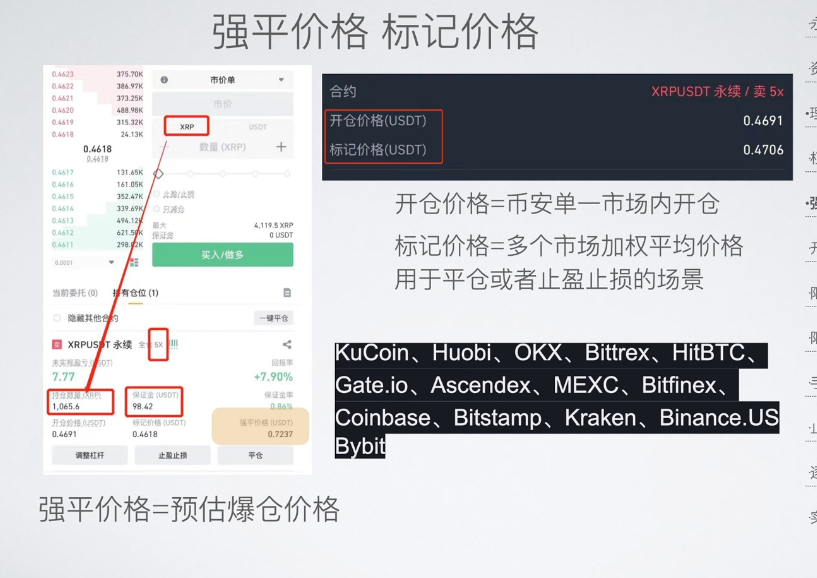 强平价格 标记价格
0.4623 375.70K
0.4622 386.97K
0.4621 373.25K
0.4620 488.98K
0.4619 315.32K
0.4618 24.13K
0.4618
0.4618
0.4617 131.65K
0.4616 161.05K
0.4615 352.47K
0.4614 339.69K
0.4613 494.12K
0.4612 621.50K
0.4611 298.02K
0.0001
市价单
市价
XRP USDT
数量 (XRP)
止盈/止损
只减仓
最大 4,119.5 XRP
保证金 0 USDT
买入/做多
当前委托 (0) 持有仓位 (1)
隐藏其他合约 一键平仓
XRPUSDT 永续 全仓 5X
未实现盈亏 (USDT) 回报率
7.77 +7.90%
持仓数量 (XRP) 保证金 (USDT) 保证金率
1,065.6 98.42 0.86%
开仓价格 (USDT) 标记价格 (USDT) 强平价格 (USDT)
0.4691 0.4618 0.7237
调整杠杆 止盈止损 平仓
强平价格=预估爆仓价格
合约 XRPUSDT 永续 / 卖 5x
开仓价格(USDT) 0.4691
标记价格(USDT) 0.4706
开仓价格=币安单一市场内开仓
标记价格=多个市场加权平均价格
用于平仓或者止盈止损的场景
KuCoin、Huobi、OKX、Bittrex、HitBTC、
Gate.io、Ascendex、MEXC、Bitfinex、
Coinbase、Bitstamp、Kraken、Binance.US
Bybit